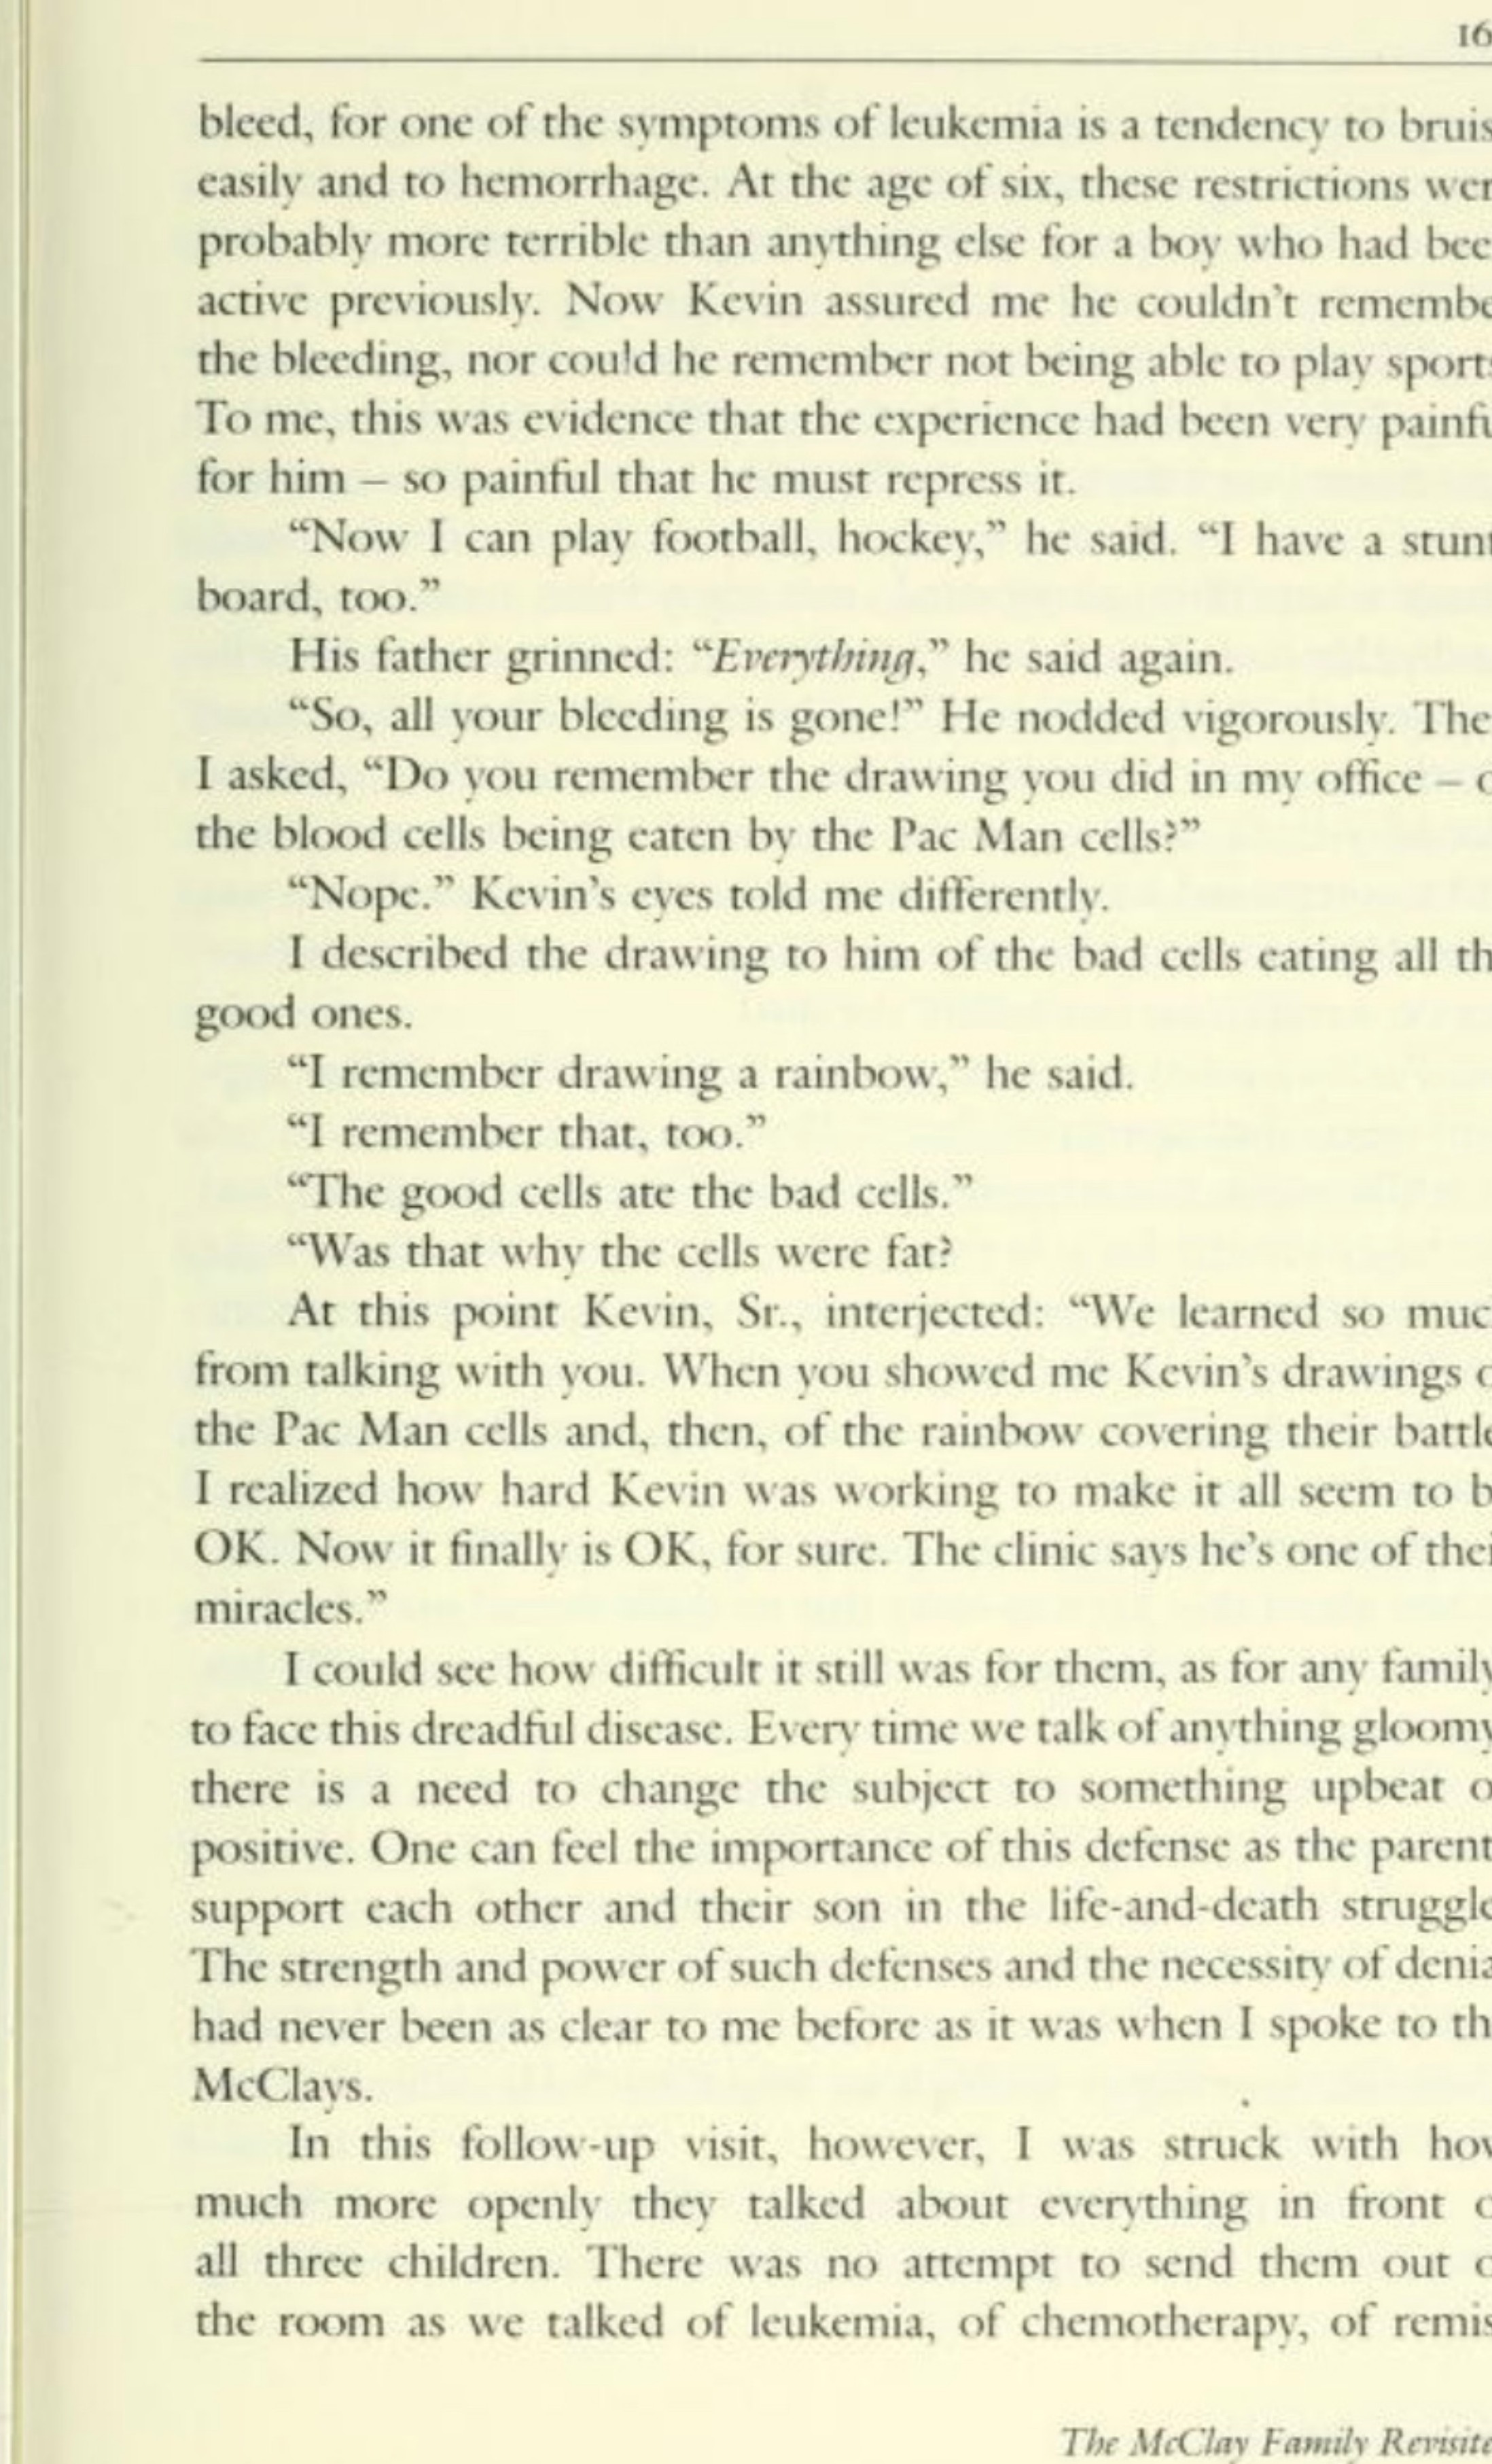 16
bleed, for one of the symptoms of leukemia is a tendency to bruis
easily and to hemorrhage. At the age of six, these restrictions wer
probably more terrible than anything else for a boy who had bee
active previously. Now Kevin assured me he couldn't remembe
the bleeding, nor could he remember not being able to play sport
To me, this was evidence that the experience had been very painfu
for him – so painful that he must repress it.
“Now I can play football, hockey,” he said. “I have a stunt
board, too.”
His father grinned: “Everything,” he said again.
“So, all your bleeding is gone!” He nodded vigorously. The
I asked, “Do you remember the drawing you did in my office –
the blood cells being eaten by the Pac Man cells?”
“Nope.” Kevin's eyes told me differently.
I described the drawing to him of the bad cells eating all th
good ones.
“I remember drawing a rainbow,” he said.
“I remember that, too.”
“The good cells ate the bad cells.”
“Was that why the cells were fat?
At this point Kevin, Sr., interjected: “We learned so muc
from talking with you. When you showed me Kevin's drawings
the Pac Man cells and, then, of the rainbow covering their battle
I realized how hard Kevin was working to make it all seem to b
OK. Now it finally is OK, for sure. The clinic says he's one of thei
miracles.”
I could see how difficult it still was for them, as for any family
to face this dreadful disease. Every time we talk of anything gloomy
there is a need to change the subject to something upbeat o
positive. One can feel the importance of this defense as the parent
support each other and their son in the life-and-death struggle
The strength and power of such defenses and the necessity of denia
had never been as clear to me before as it was when I spoke to th
McClays.
In this follow-up visit, however, I was struck with how
much more openly they talked about everything in front
all three children. There was no attempt to send them out
the room as we talked of leukemia, of chemotherapy, of remis
The McClay Family Revisite